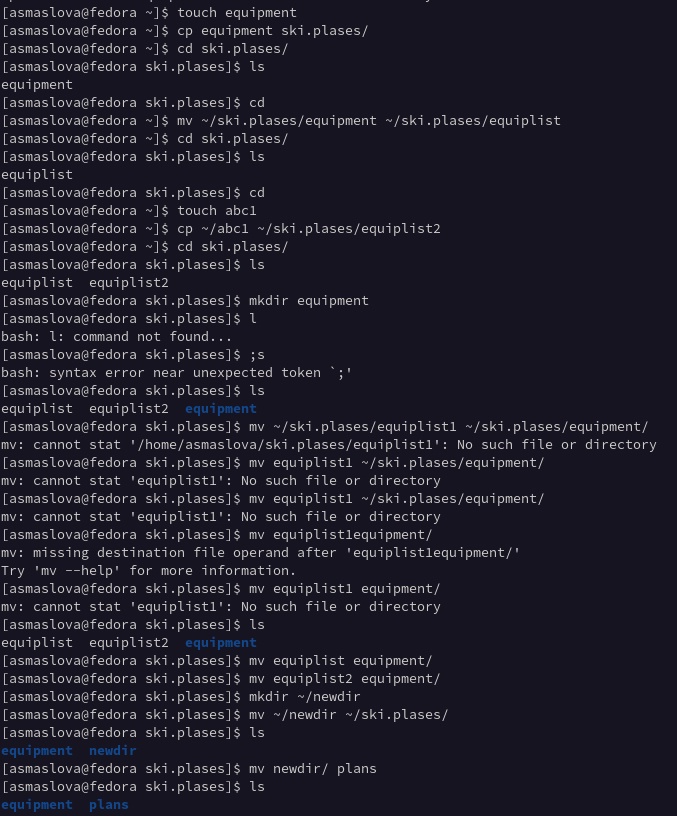 [asmaslova@fedora ~]$ touch equipment
[asmaslova@fedora ~]$ cp equipment ski.plases/
[asmaslova@fedora ~]$ cd ski.plases/
[asmaslova@fedora ski.plases]$ ls
equipment
[asmaslova@fedora ski.plases]$ cd
[asmaslova@fedora ~]$ mv ~/ski.plases/equipment ~/ski.plases/equiplist
[asmaslova@fedora ~]$ cd ski.plases/
[asmaslova@fedora ski.plases]$ ls
equiplist
[asmaslova@fedora ski.plases]$ cd
[asmaslova@fedora ~]$ touch abc1
[asmaslova@fedora ~]$ cp ~/abc1 ~/ski.plases/equiplist2
[asmaslova@fedora ~]$ cd ski.plases/
[asmaslova@fedora ski.plases]$ ls
equiplist  equiplist2
[asmaslova@fedora ski.plases]$ mkdir equipment
[asmaslova@fedora ski.plases]$ l
bash: l: command not found...
[asmaslova@fedora ski.plases]$ ;s
bash: syntax error near unexpected token `;'
[asmaslova@fedora ski.plases]$ ls
equiplist  equiplist2  equipment
[asmaslova@fedora ski.plases]$ mv ~/ski.plases/equiplist1 ~/ski.plases/equipment/
mv: cannot stat '/home/asmaslova/ski.plases/equiplist1': No such file or directory
[asmaslova@fedora ski.plases]$ mv equiplist1 ~/ski.plases/equipment/
mv: cannot stat 'equiplist1': No such file or directory
[asmaslova@fedora ski.plases]$ mv equiplist1 ~/ski.plases/equipment/
mv: cannot stat 'equiplist1': No such file or directory
[asmaslova@fedora ski.plases]$ mv equiplist1equipment/
mv: missing destination file operand after 'equiplist1equipment/'
Try 'mv --help' for more information.
[asmaslova@fedora ski.plases]$ mv equiplist1 equipment/
mv: cannot stat 'equiplist1': No such file or directory
[asmaslova@fedora ski.plases]$ ls
equiplist  equiplist2  equipment
[asmaslova@fedora ski.plases]$ mv equiplist equipment/
[asmaslova@fedora ski.plases]$ mv equiplist2 equipment/
[asmaslova@fedora ski.plases]$ mkdir ~/newdir
[asmaslova@fedora ski.plases]$ mv ~/newdir ~/ski.plases/
[asmaslova@fedora ski.plases]$ ls
equipment  newdir
[asmaslova@fedora ski.plases]$ mv newdir/ plans
[asmaslova@fedora ski.plases]$ ls
equipment  plans